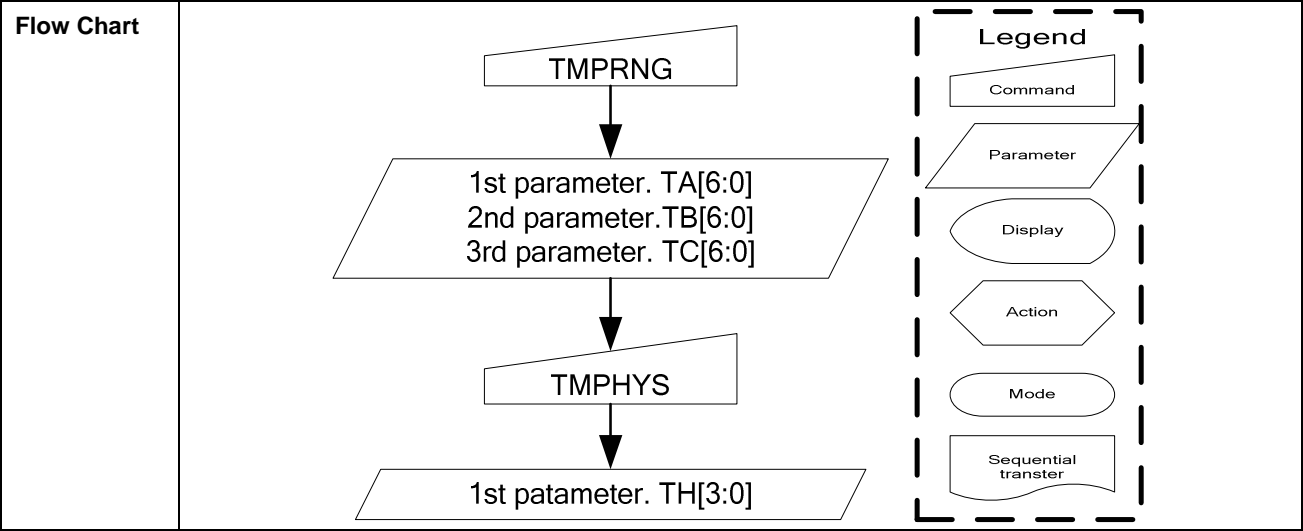 Flow Chart
TMPRNG
1st parameter. TA[6:0]
2nd parameter.TB[6:0]
3rd parameter. TC[6:0]
TMPHYS
1st patameter. TH[3:0]
Legend
Command
Parameter
Display
Action
Mode
Sequential
transter